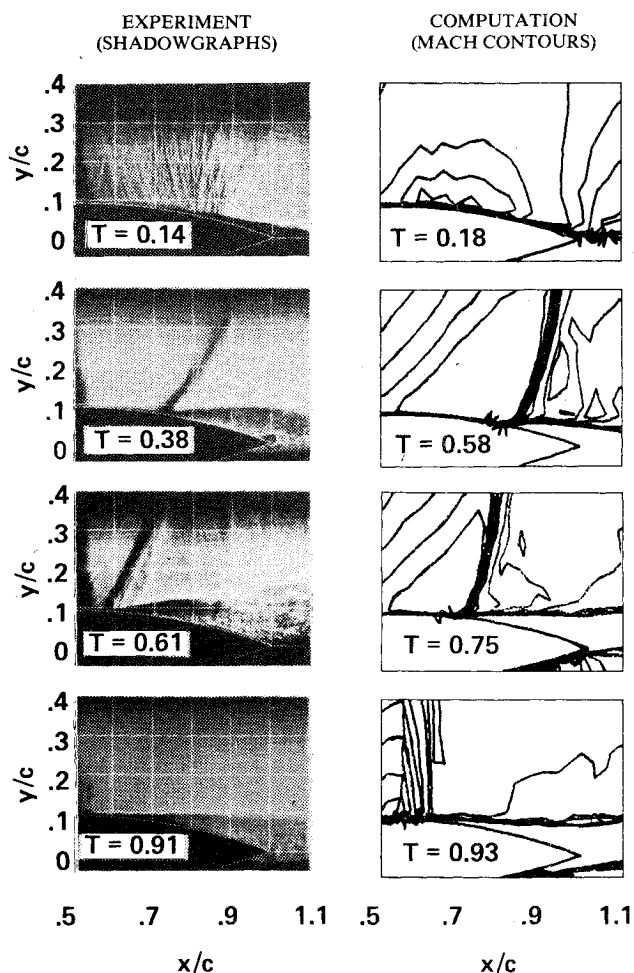 EXPERIMENT
(SHADOWGRAPHS)
COMPUTATION
(MACH CONTOURS)
.4
.3
y/c
.2
.1
0
T = 0.14
T = 0.18
.4
.3
y/c
.2
.1
0
T = 0.38
T = 0.58
.4
.3
y/c
.2
.1
0
T = 0.61
T = 0.75
.4
.3
y/c
.2
.1
0
T = 0.91
T = 0.93
.5 .7 .9 1.1
.5 .7 .9 1.1
x/c
x/c